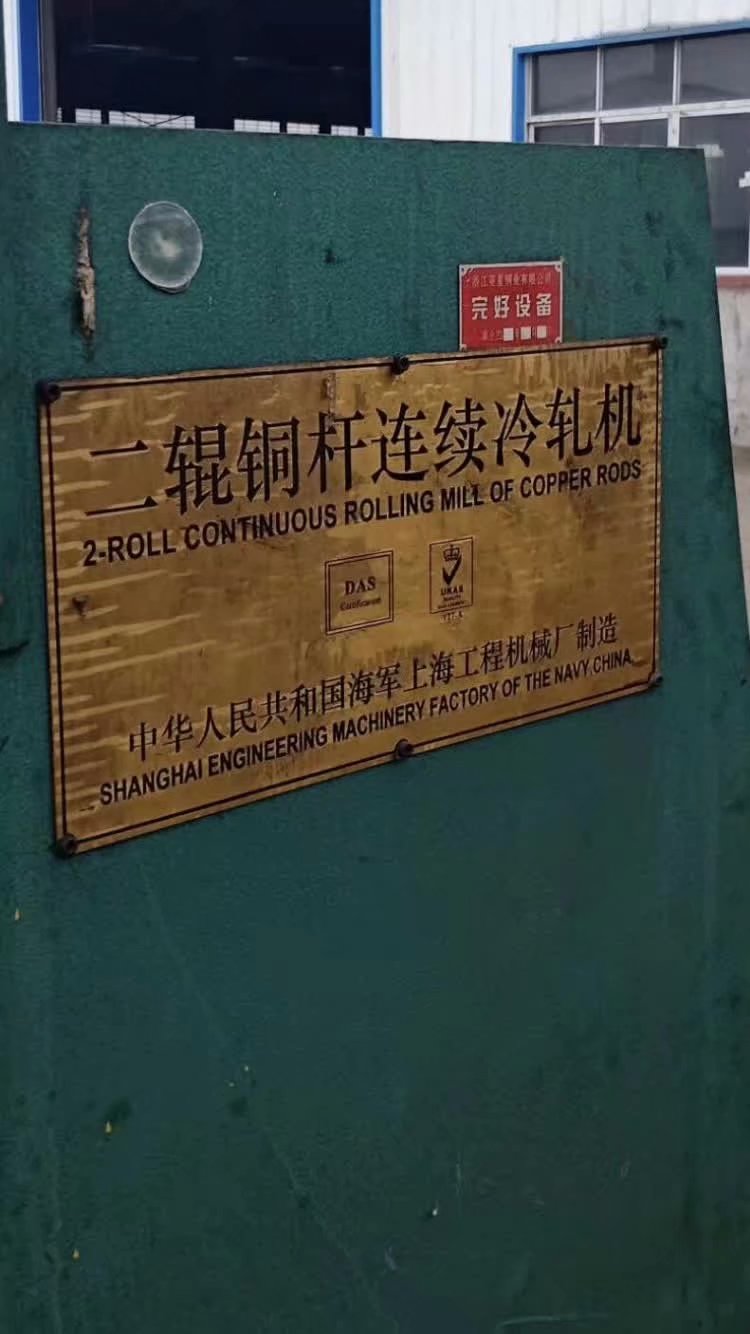 完好设备
二辊铜杆连续冷轧机
2-ROLL CONTINUOUS ROLLING MILL OF COPPER RODS
DAS
Certification
UKAS
QUALITY
中华人民共和国海军上海工程机械厂制造
SHANGHAI ENGINEERING MACHINERY FACTORY OF THE NAVY,CHINA